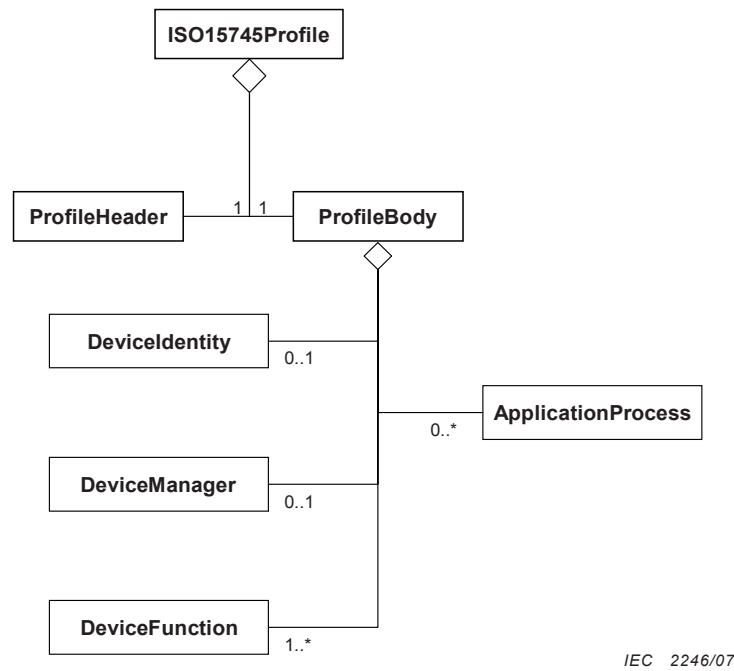 ISO15745Profile
ProfileHeader 1 1 ProfileBody
DeviceIdentity
0..1
ApplicationProcess
0..*
DeviceManager
0..1
DeviceFunction
1..*
IEC 2246/07